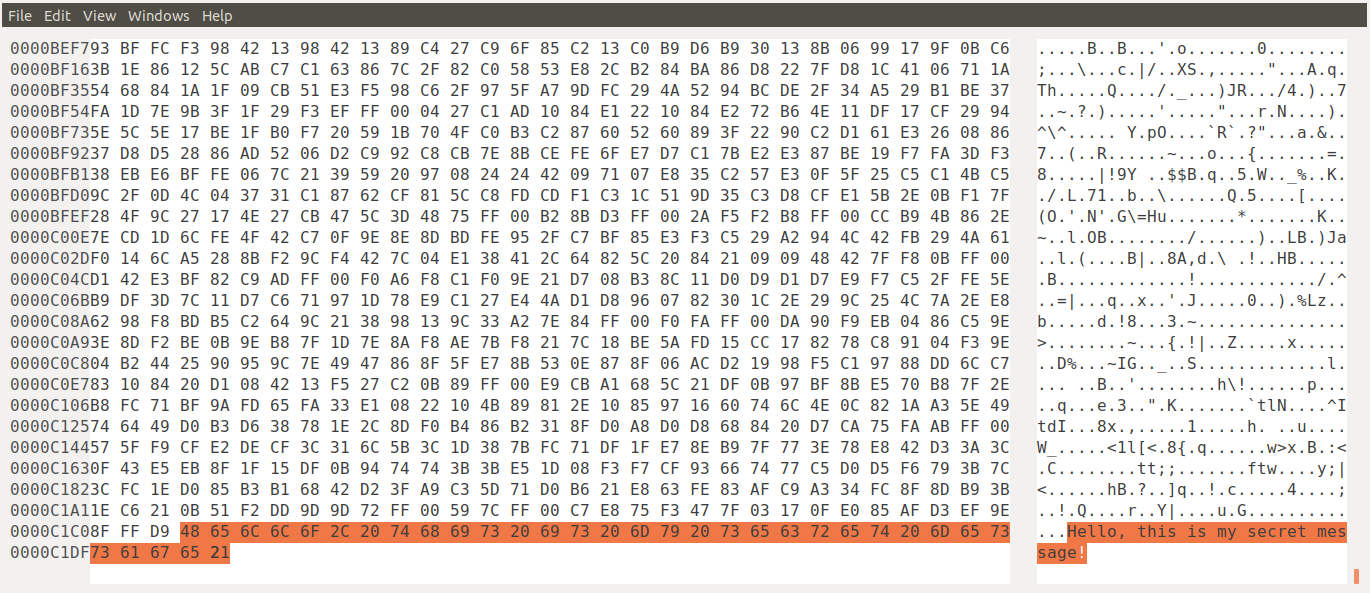 File Edit View Windows Help
0000BEF7 93 BF FC F3 98 42 13 98 42 13 89 C4 27 C9 6F 85 C2 13 C0 B9 D6 B9 30 13 8B 06 99 17 9F 0B C6 .....B..B...'.o.......0........
0000BF16 3B 1E 86 12 5C AB C7 C1 63 86 7C 2F 82 C0 58 53 E8 2C B2 84 BA 86 D8 22 7F D8 1C 41 06 71 1A ;...\...c.|/..XS.,....."...A.q.
0000BF35 54 68 84 1A 1F 09 CB 51 E3 F5 98 C6 2F 97 5F A7 9D FC 29 4A 52 94 BC DE 2F 34 A5 29 B1 BE 37 Th.....Q..../._...)JR.../4.)..7
0000BF54 FA 1D 7E 9B 3F 1F 29 F3 EF FF 00 04 27 C1 AD 10 84 E1 22 10 84 E2 72 B6 4E 11 DF 17 CF 29 94 ..~.?.).....'....."...r.N....).
0000BF73 5E 5C 5E 17 BE 1F B0 F7 20 59 1B 70 4F C0 B3 C2 87 60 52 60 89 3F 22 90 C2 D1 61 E3 26 08 86 ^\^..... Y.pO....`R`.?"...a.&..
0000BF92 37 D8 D5 28 86 AD 52 06 D2 C9 92 C8 CB 7E 8B CE FE 6F E7 D7 C1 7B E2 E3 87 BE 19 F7 FA 3D F3 7..(..R......~...o...{.......=.
0000BFB1 38 EB E6 BF FE 06 7C 21 39 59 20 97 08 24 24 42 09 71 07 E8 35 C2 57 E3 0F 5F 25 C5 C1 4B C5 8.....|!9Y ..$$B.q..5.W.._%..K.
0000BFD0 9C 2F 0D 4C 04 37 31 C1 87 62 CF 81 5C C8 FD CD F1 C3 1C 51 9D 35 C3 D8 CF E1 5B 2E 0B F1 7F ./.L.71..b..\......Q.5....[....
0000BFEF 28 4F 9C 27 17 4E 27 CB 47 5C 3D 48 75 FF 00 B2 8B D3 FF 00 2A F5 F2 B8 FF 00 CC B9 4B 86 2E (O.'.N'.G\=Hu.......*.......K..
0000C00E 7E CD 1D 6C FE 4F 42 C7 0F 9E 8E 8D BD FE 95 2F C7 BF 85 E3 F3 C5 29 A2 94 4C 42 FB 29 4A 61 ~..l.OB......../......)..LB.)Ja
0000C02D F0 14 6C A5 28 8B F2 9C F4 42 7C 04 E1 38 41 2C 64 82 5C 20 84 21 09 09 48 42 7F F8 0B FF 00 ..l.(....B|..8A,d.\ .!..HB.....
0000C04C D1 42 E3 BF 82 C9 AD FF 00 F0 A6 F8 C1 F0 9E 21 D7 08 B3 8C 11 D0 D9 D1 D7 E9 F7 C5 2F FE 5E .B.............!............/.^
0000C06B B9 DF 3D 7C 11 D7 C6 71 97 1D 78 E9 C1 27 E4 4A D1 D8 96 07 82 30 1C 2E 29 9C 25 4C 7A 2E E8 ..=|...q..x..'.J.....0..).%Lz..
0000C08A 62 98 F8 BD B5 C2 64 9C 21 38 98 13 9C 33 A2 7E 84 FF 00 F0 FA FF 00 DA 90 F9 EB 04 86 C5 9E b.....d.!8...3.~...............
0000C0A9 3E 8D F2 BE 0B 9E B8 7F 1D 7E 8A F8 AE 7B F8 21 7C 18 BE 5A FD 15 CC 17 82 78 C8 91 04 F3 9E >........~...{.!|..Z.....x.....
0000C0C8 04 B2 44 25 90 95 9C 7E 49 47 86 8F 5F E7 8B 53 0E 87 8F 06 AC D2 19 98 F5 C1 97 88 DD 6C C7 ..D%...~IG.._..S.............l.
0000C0E7 83 10 84 20 D1 08 42 13 F5 27 C2 0B 89 FF 00 E9 CB A1 68 5C 21 DF 0B 97 BF 8B E5 70 B8 7F 2E ... ..B..'........h\!......p...
0000C106 B8 FC 71 BF 9A FD 65 FA 33 E1 08 22 10 4B 89 81 2E 10 85 97 16 60 74 6C 4E 0C 82 1A A3 5E 49 ..q...e.3..".K.......`tlN....^I
0000C125 74 64 49 D0 B3 D6 38 78 1E 2C 8D F0 B4 86 B2 31 8F D0 A8 D0 D8 68 84 20 D7 CA 75 FA AB FF 00 tdI...8x.,.....1.....h. ..u....
0000C144 57 5F F9 CF E2 DE CF 3C 31 6C 5B 3C 1D 38 7B FC 71 DF 1F E7 8E B9 7F 77 3E 78 E8 42 D3 3A 3C W_.....<1l[<.8{.q......w>x.B.:<
0000C163 0F 43 E5 EB 8F 1F 15 DF 0B 94 74 74 3B 3B E5 1D 08 F3 F7 CF 93 66 74 77 C5 D0 D5 F6 79 3B 7C .C........tt;;.......ftw....y;|
0000C182 3C FC 1E D0 85 B3 B1 68 42 D2 3F A9 C3 5D 71 D0 B6 21 E8 63 FE 83 AF C9 A3 34 FC 8F 8D B9 3B <......hB.?..]q..!.c.....4....;
0000C1A1 1E C6 21 0B 51 F2 DD 9D 9D 72 FF 00 59 7C FF 00 C7 E8 75 F3 47 7F 03 17 0F E0 85 AF D3 EF 9E ..!.Q....r..Y|....u.G..........
0000C1C0 8F FF D9 48 65 6C 6C 6F 2C 20 74 68 69 73 20 69 73 20 6D 79 20 73 65 63 72 65 74 20 6D 65 73 ...Hello, this is my secret mes
0000C1DF 73 61 67 65 21 sage!